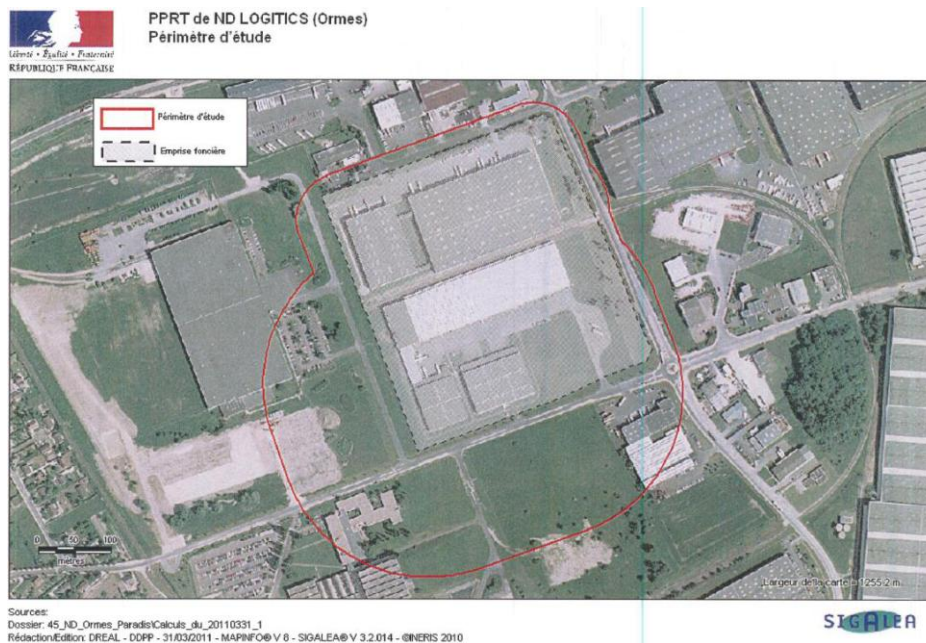 PPRT de ND LOGITICS (Ormes)
Périmètre d'étude
Liberté • Égalité • Fraternité
RÉPUBLIQUE FRANÇAISE
Périmètre d'étude
Emprise foncière
0 50 100
mètres
Largeur de la carte = 1255.2 m
Sources:
Dossier: 45_ND_Ormes_Paradis\Calculs_du_20110331_1
Rédaction/Edition: DREAL - DDPP - 31/03/2011 - MAPINFO® V 8 - SIGALEA® V 3.2.014 - ©INERIS 2010
SIGALEA